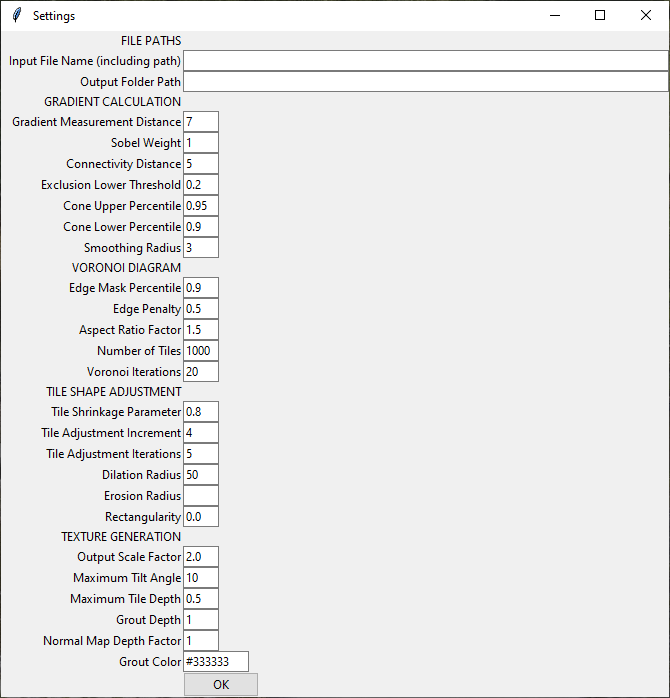 Settings
FILE PATHS
Input File Name (including path)
Output Folder Path
GRADIENT CALCULATION
Gradient Measurement Distance 7
Sobel Weight 1
Connectivity Distance 5
Exclusion Lower Threshold 0.2
Cone Upper Percentile 0.95
Cone Lower Percentile 0.9
Smoothing Radius 3
VORONOI DIAGRAM
Edge Mask Percentile 0.9
Edge Penalty 0.5
Aspect Ratio Factor 1.5
Number of Tiles 1000
Voronoi Iterations 20
TILE SHAPE ADJUSTMENT
Tile Shrinkage Parameter 0.8
Tile Adjustment Increment 4
Tile Adjustment Iterations 5
Dilation Radius 50
Erosion Radius
Rectangularity 0.0
TEXTURE GENERATION
Output Scale Factor 2.0
Maximum Tilt Angle 10
Maximum Tile Depth 0.5
Grout Depth 1
Normal Map Depth Factor 1
Grout Color #333333
OK